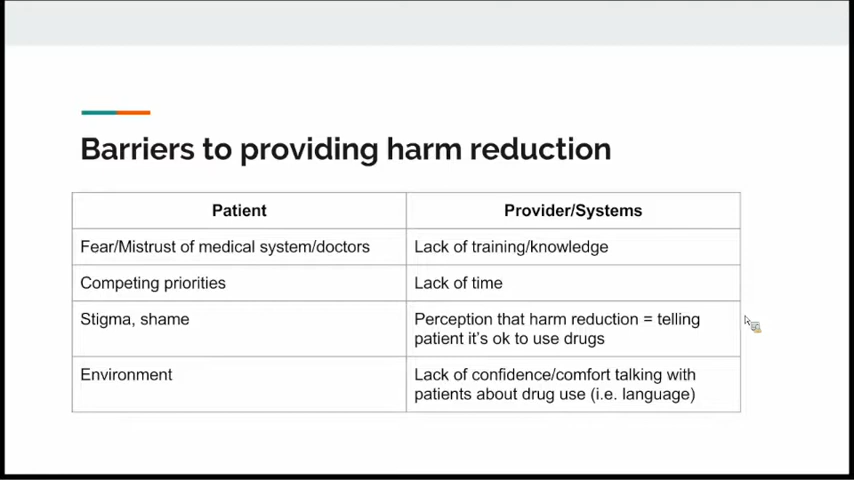 Barriers to providing harm reduction
Patient
Provider/Systems
Fear/Mistrust of medical system/doctors
Lack of training/knowledge
Competing priorities
Lack of time
Stigma, shame
Perception that harm reduction = telling
patient it's ok to use drugs
Environment
Lack of confidence/comfort talking with
patients about drug use (i.e. language)